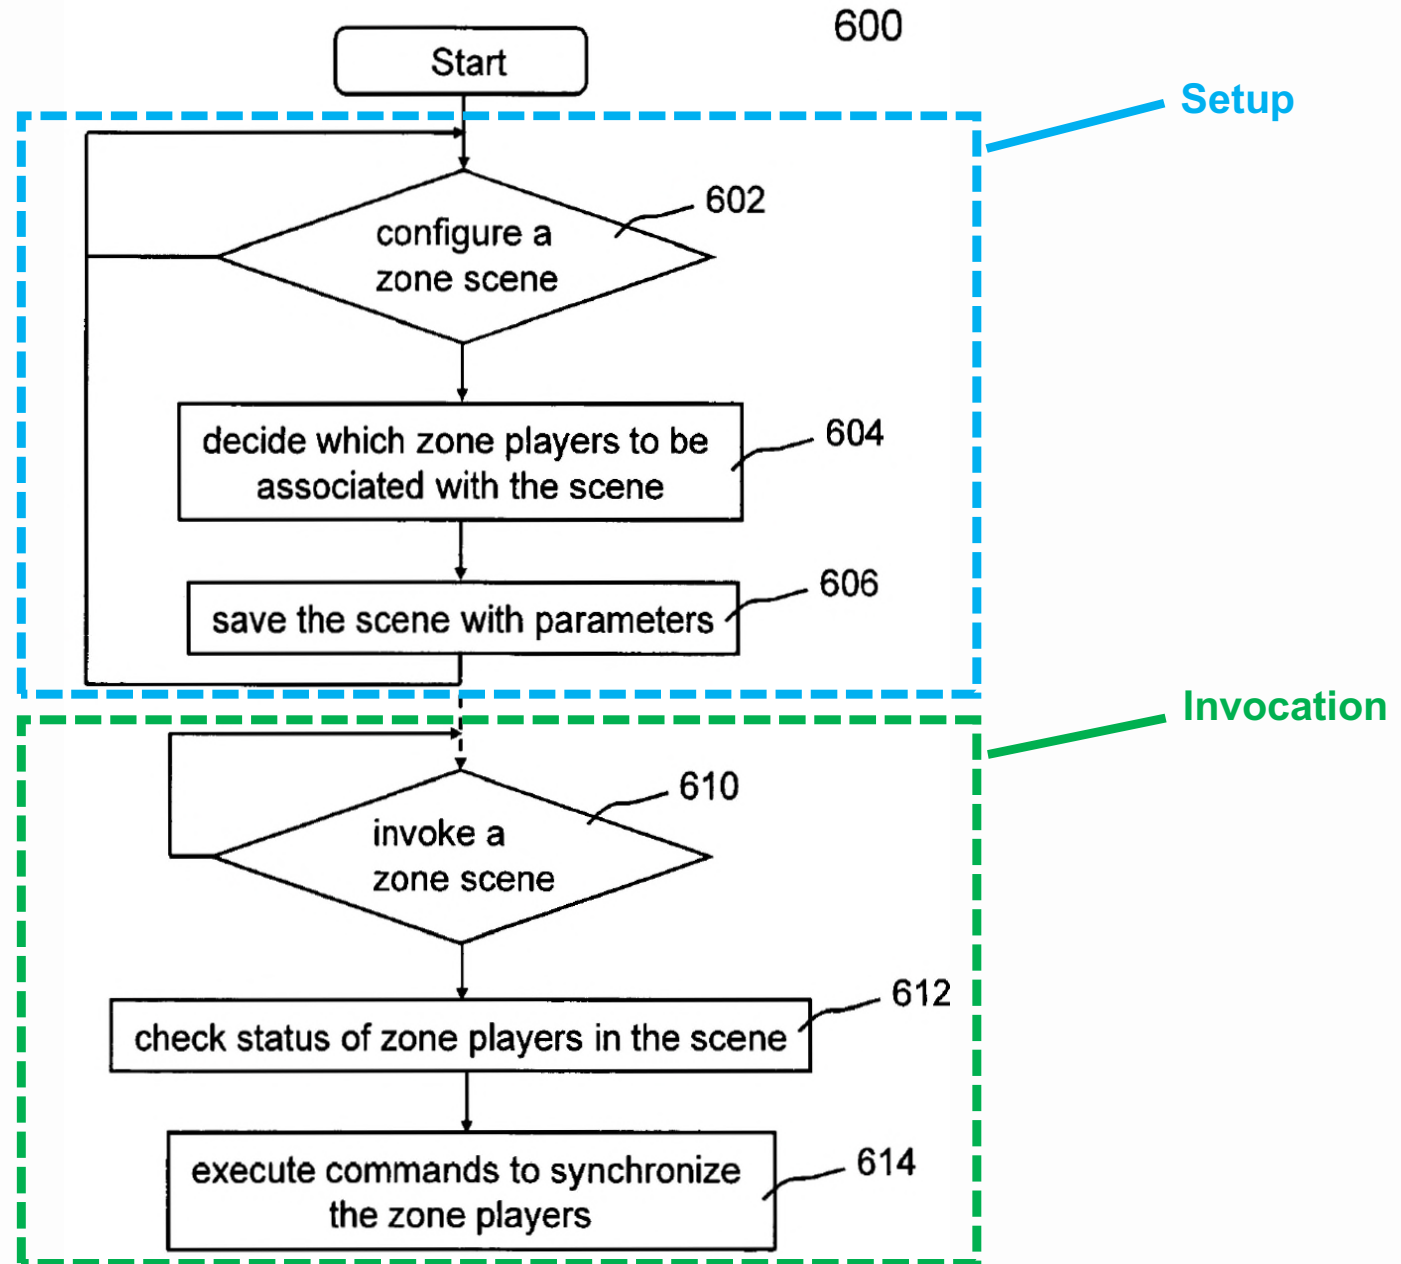 600
Start
Setup
602
configure a
zone scene
decide which zone players to be
associated with the scene
604
606
save the scene with parameters
Invocation
610
invoke a
zone scene
612
check status of zone players in the scene
614
execute commands to synchronize
the zone players